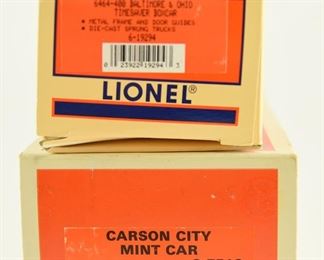 6464-400 BALTIMORE & OHIO
TIMESAVER BOXCAR
• METAL FRAME AND DOOR GUIDES
• DIE-CAST SPRUNG TRUCKS
6-19294
0 23922 19294 3
LIONEL®
CARSON CITY
MINT CAR